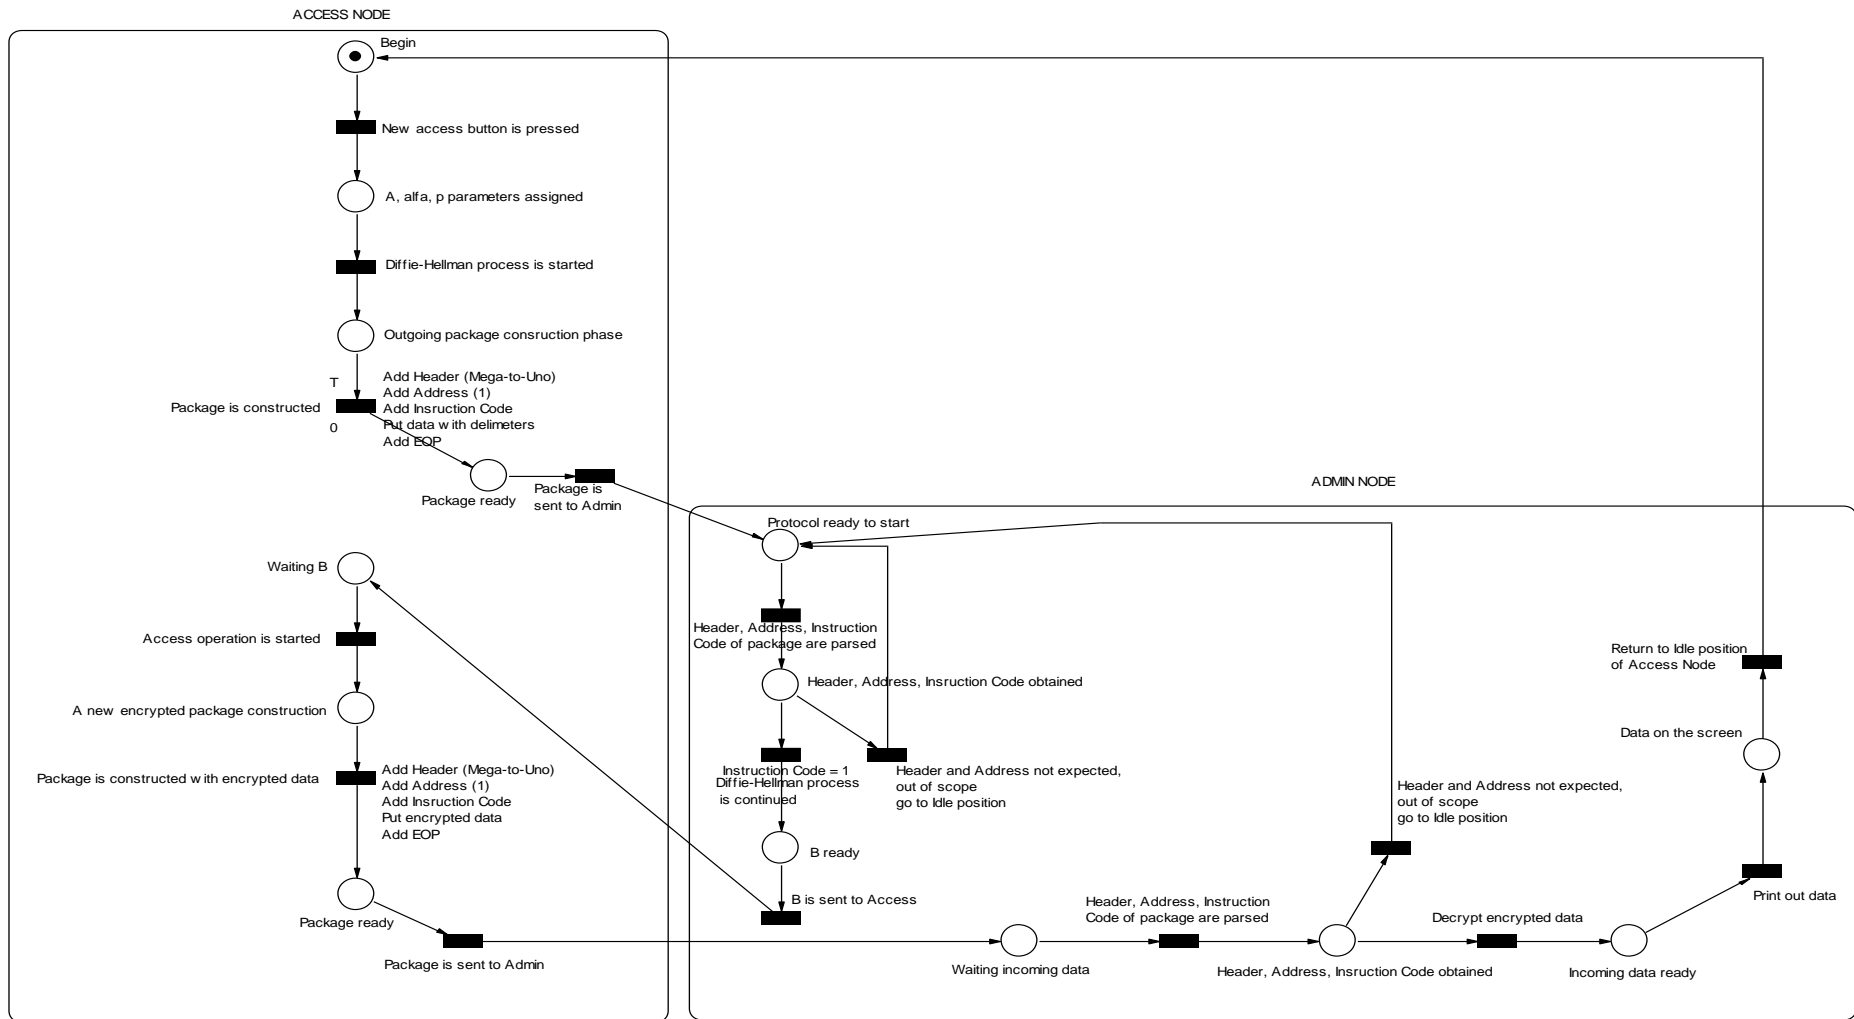 ACCESS NODE
Begin
New access button is pressed
A, alfa, p parameters assigned
Diffie-Hellman process is started
Outgoing package consruction phase
T
0
Package is constructed
Add Header (Mega-to-Uno)
Add Address (1)
Add Insruction Code
Put data with delimeters
Add EOP
Package ready
Package is
sent to Admin
Waiting B
Access operation is started
A new encrypted package construction
Package is constructed with encrypted data
Add Header (Mega-to-Uno)
Add Address (1)
Add Insruction Code
Put encrypted data
Add EOP
Package ready
Package is sent to Admin
ADMIN NODE
Protocol ready to start
Header, Address, Instruction
Code of package are parsed
Header, Address, Insruction Code obtained
Instruction Code = 1
Diffie-Hellman process
is continued
Header and Address not expected,
out of scope
go to Idle position
B ready
B is sent to Access
Waiting incoming data
Header, Address, Instruction
Code of package are parsed
Header, Address, Insruction Code obtained
Header and Address not expected,
out of scope
go to Idle position
Decrypt encrypted data
Incoming data ready
Print out data
Data on the screen
Return to Idle position
of Access Node